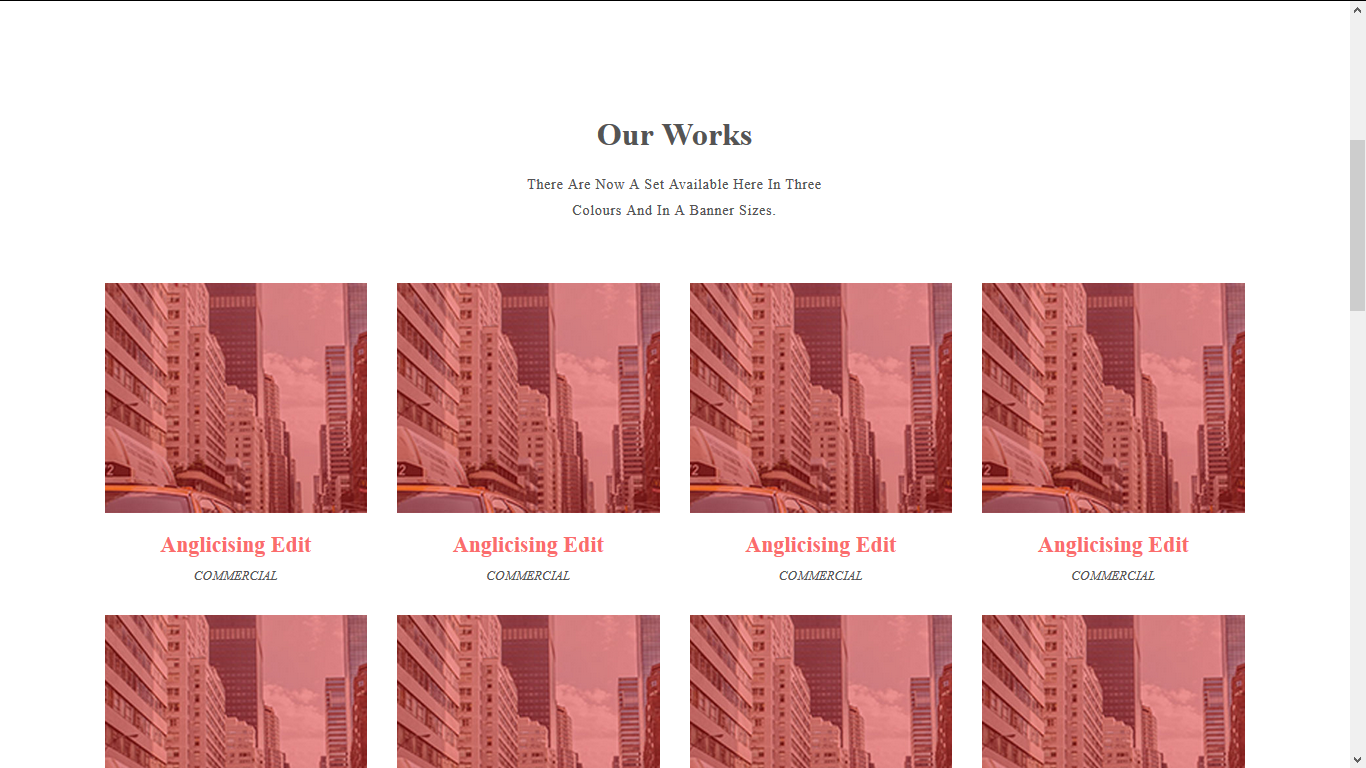 Our Works
There Are Now A Set Available Here In Three
Colours And In A Banner Sizes.
Anglicising Edit
COMMERCIAL
Anglicising Edit
COMMERCIAL
Anglicising Edit
COMMERCIAL
Anglicising Edit
COMMERCIAL